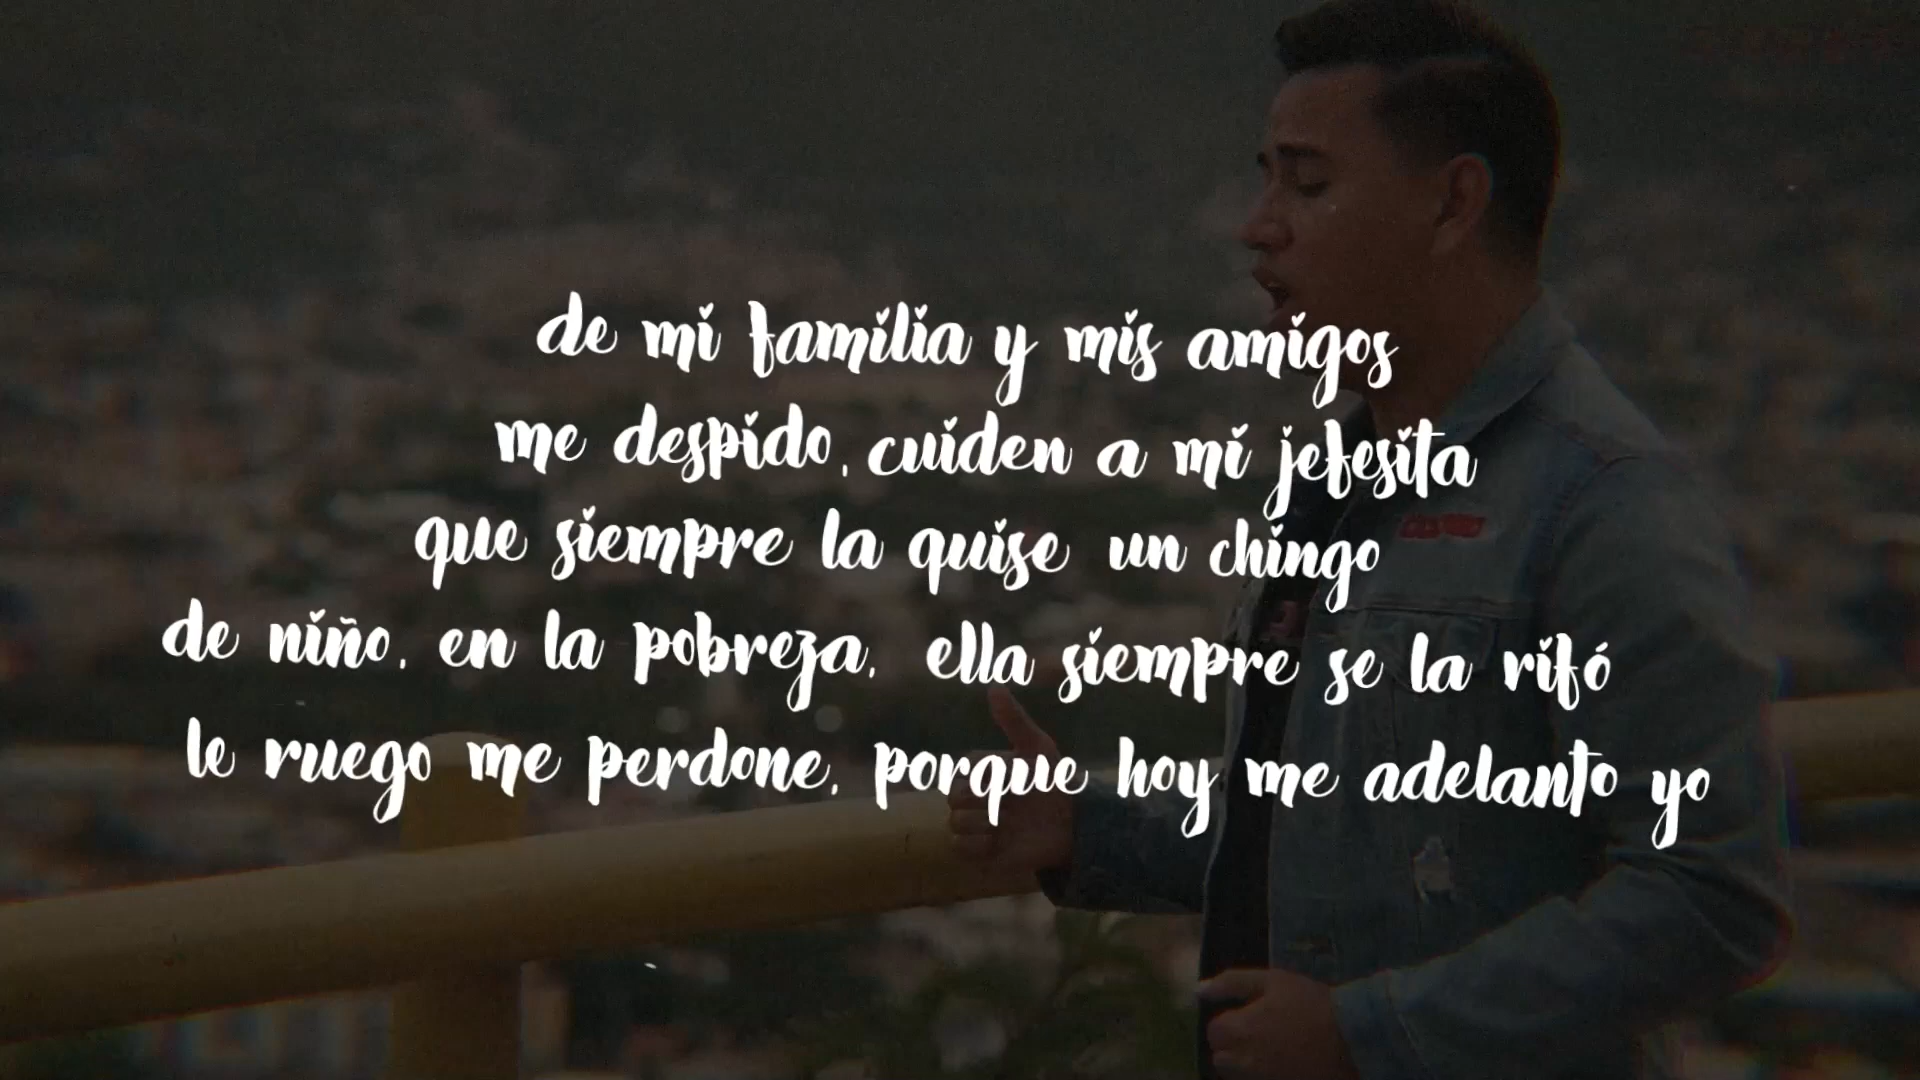 de mi familia y mis amigos
me despido, cuiden a mi jefesita
que siempre la quise un chingo
de niño, en la pobreza, ella siempre se la rifó
le ruego me perdone, porque hoy me adelanto yo